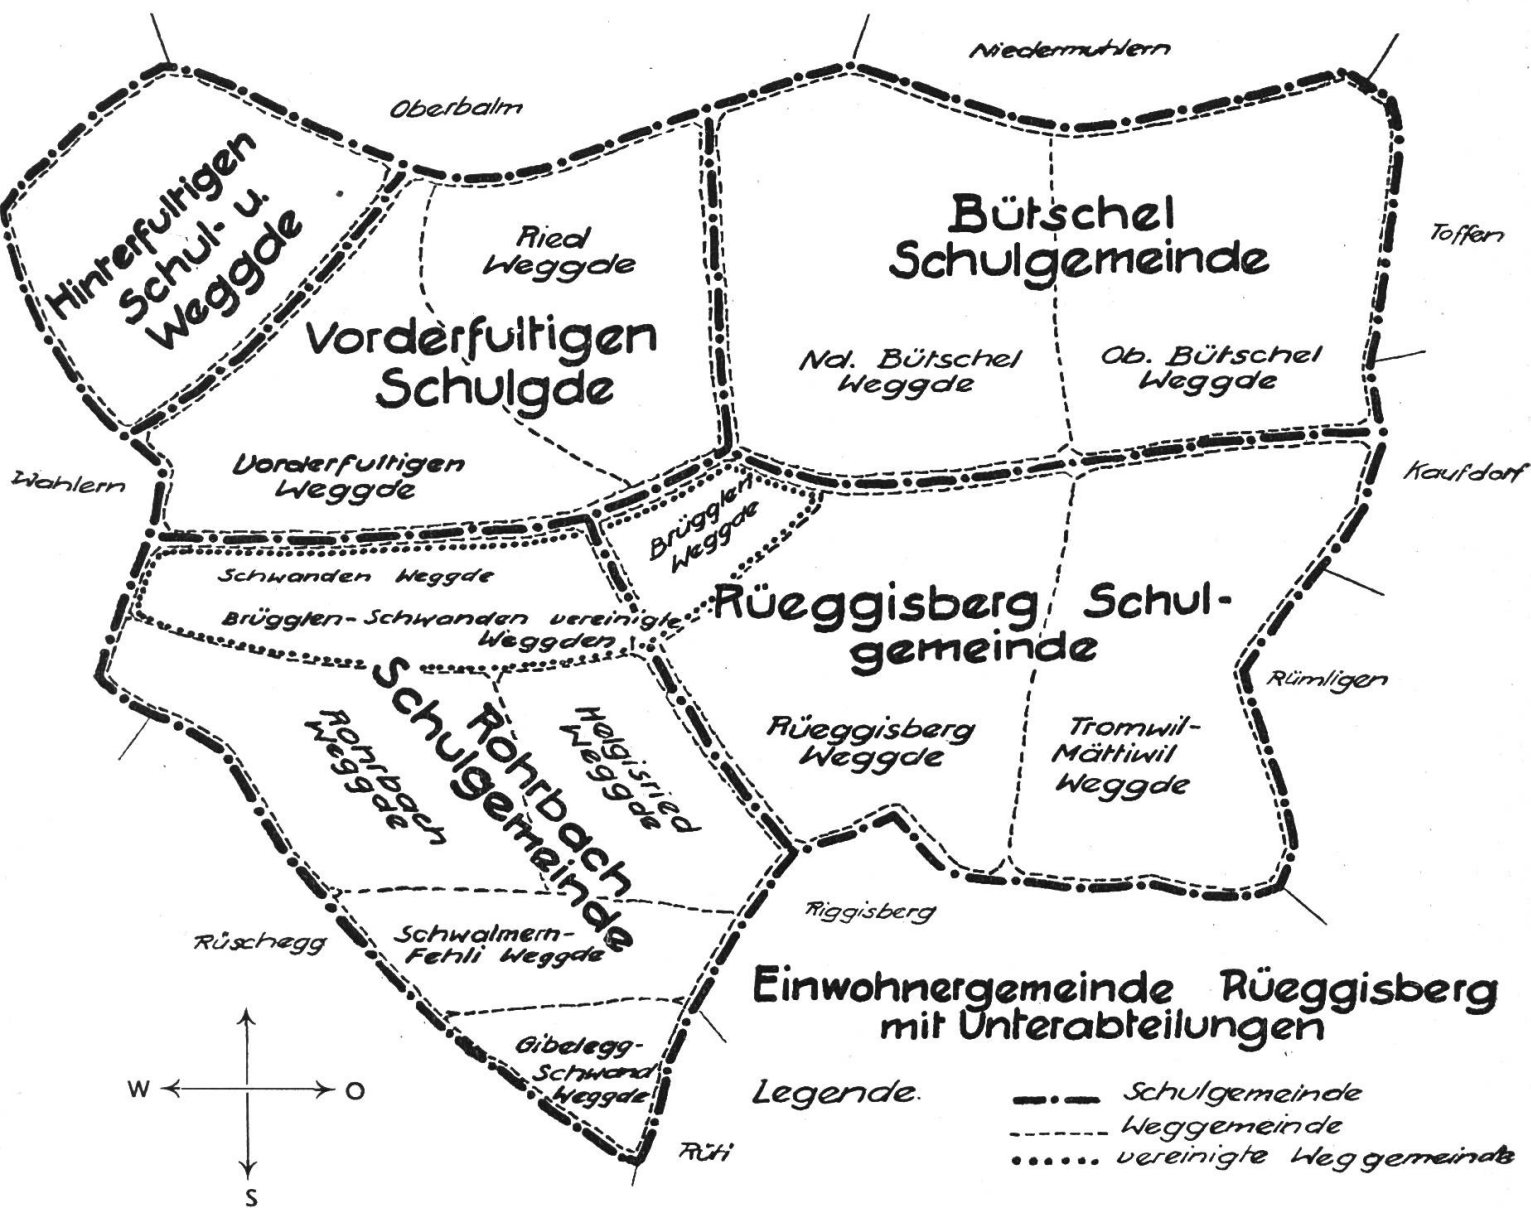 Niedermuhlern
Oberbalm
Hinterfultigen
Schul- u.
Weggde
Ried
Weggde
Bütschel
Schulgemeinde
Toffen
Vorderfultigen
Schulgde
Nd. Bütschel
Weggde
Ob. Bütschel
Weggde
Vorderfultigen
Weggde
Wahlern
Kaufdorf
Brügglen
Weggde
Schwanden Weggde
Brügglen-Schwanden vereinigte
Weggden
Rüeggisberg Schul-
gemeinde
Rümligen
Rohrbach
Schulgemeinde
Rohrbach
Weggde
Helgisried
Weggde
Rüeggisberg
Weggde
Tromwil-
Mättiwil
Weggde
Riggisberg
Rüschegg
Schwalmern-
Fehli Weggde
Einwohnergemeinde Rüeggisberg
mit Unterabteilungen
Gibelegg-
Schwand
Weggde
W
O
S
Rüti
Legende.
Schulgemeinde
Weggemeinde
vereinigte Weggemeinde